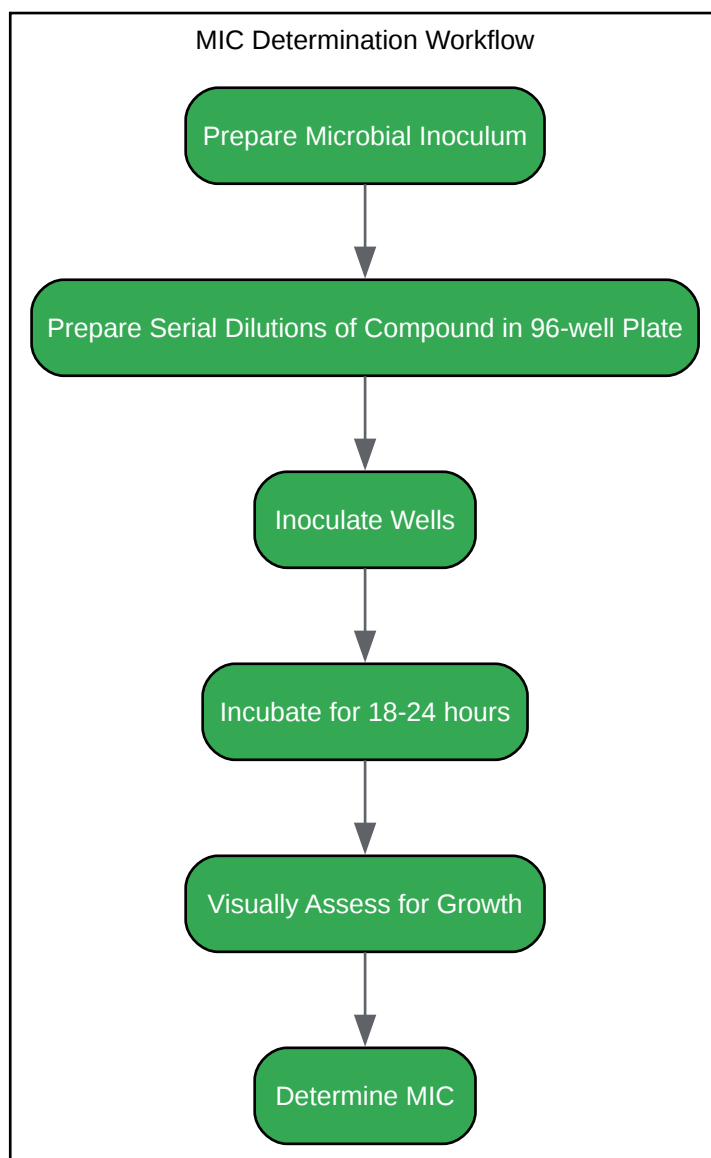 MIC Determination Workflow
Prepare Microbial Inoculum
Prepare Serial Dilutions of Compound in 96-well Plate
Inoculate Wells
Incubate for 18-24 hours
Visually Assess for Growth
Determine MIC